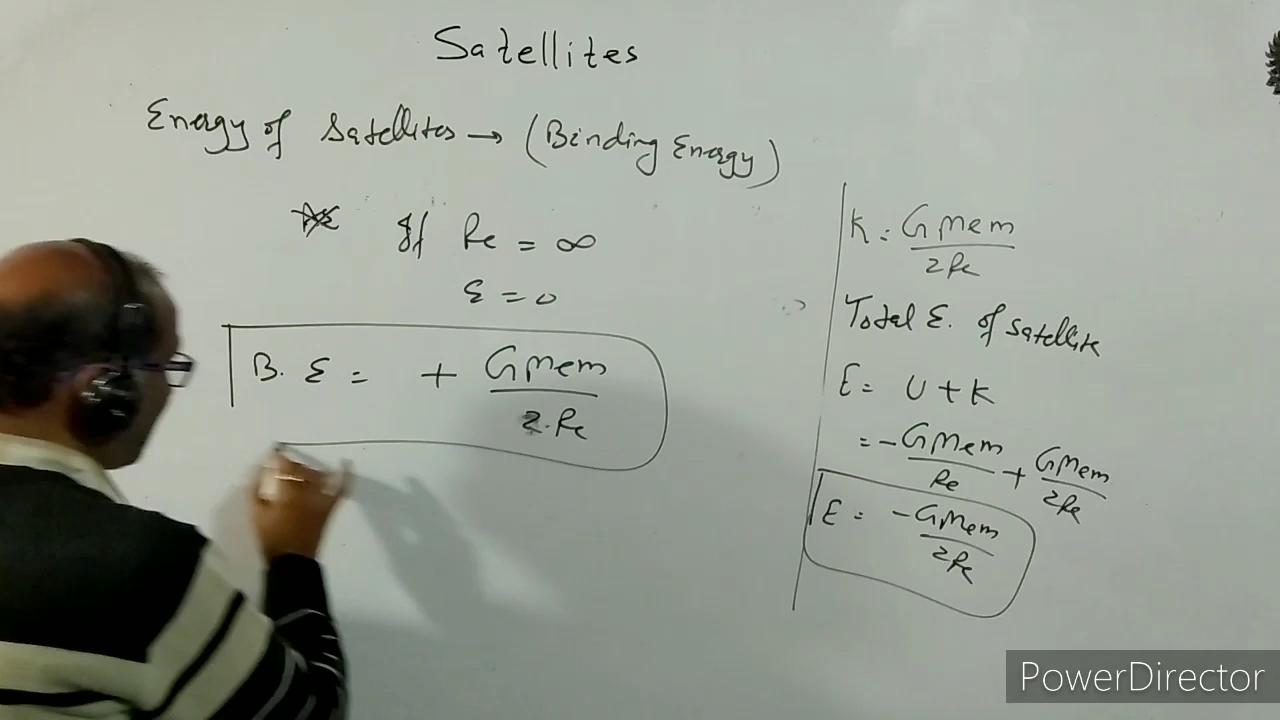 Satellites
Energy of Satellites → (Binding Energy)
If Re = ∞
E = 0
B. E = + GMem / 2.Re
K = GMem / 2Re
Total E. of satellite
E = U + K
= - GMem / Re + GMem / 2Re
E = - GMem / 2Re
PowerDirector